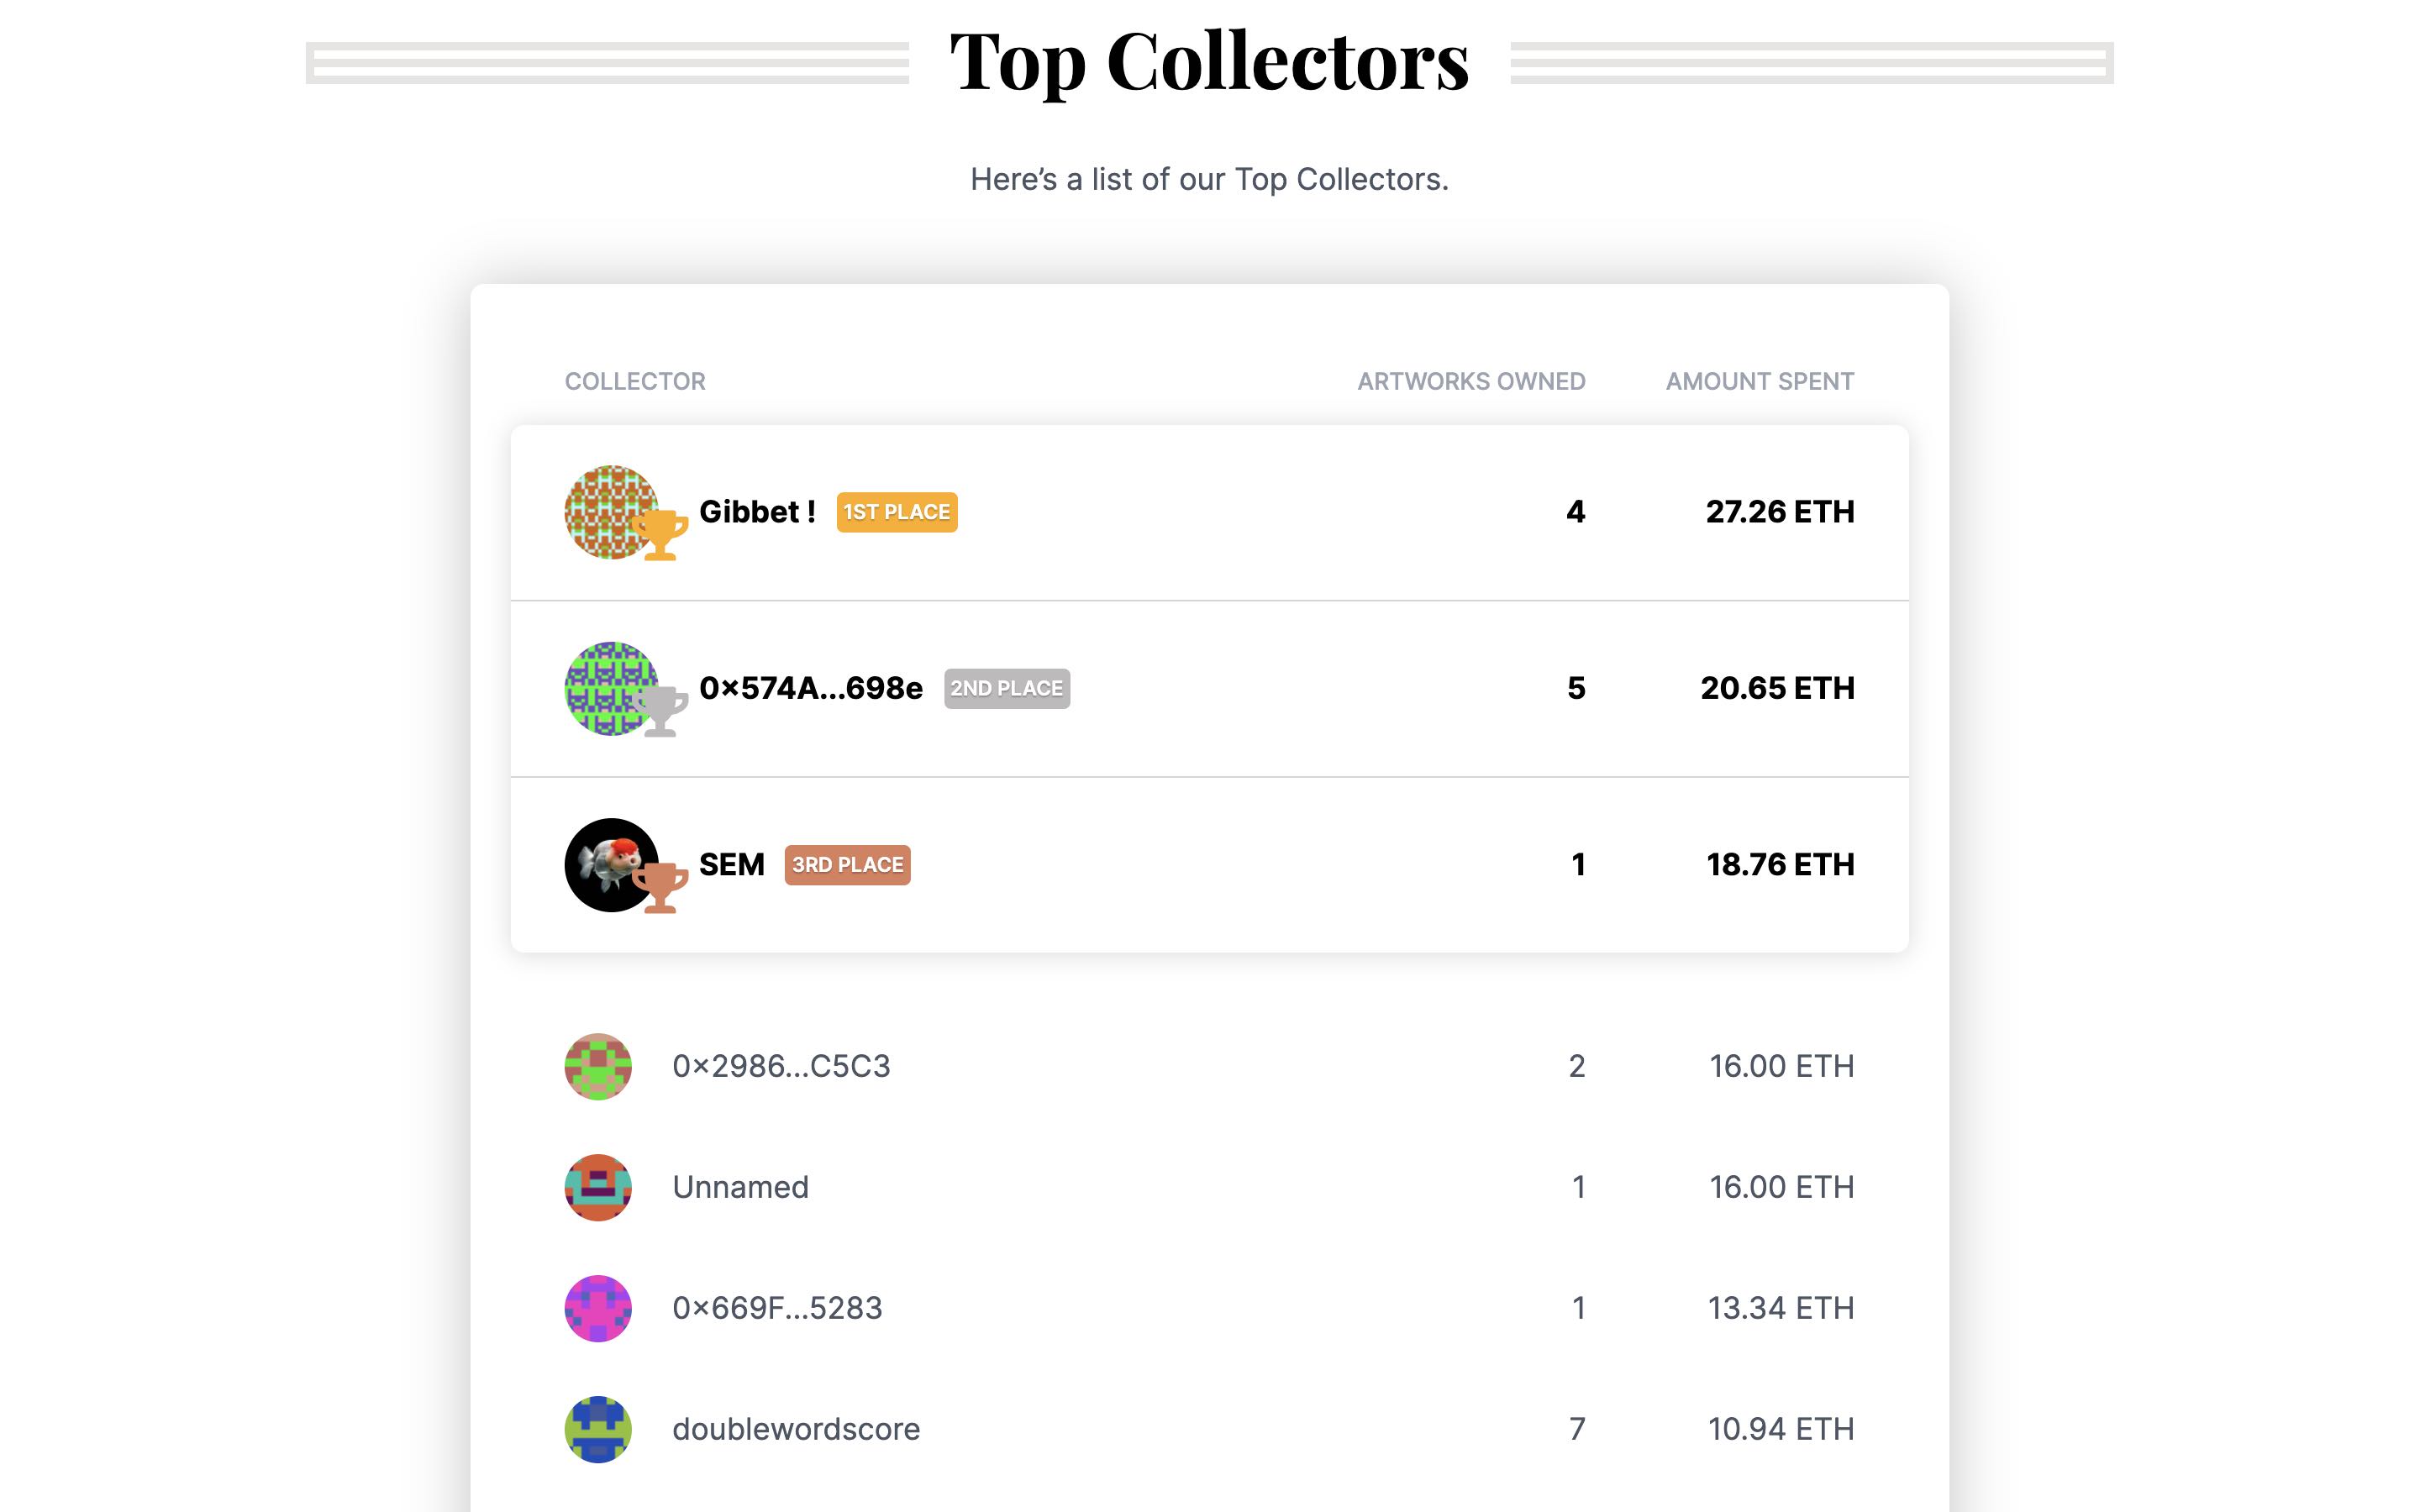 Top Collectors
Here’s a list of our Top Collectors.
COLLECTOR ARTWORKS OWNED AMOUNT SPENT
Gibbet ! 1ST PLACE 4 27.26 ETH
0×574A...698e 2ND PLACE 5 20.65 ETH
SEM 3RD PLACE 1 18.76 ETH
0×2986...C5C3 2 16.00 ETH
Unnamed 1 16.00 ETH
0×669F...5283 1 13.34 ETH
doublewordscore 7 10.94 ETH